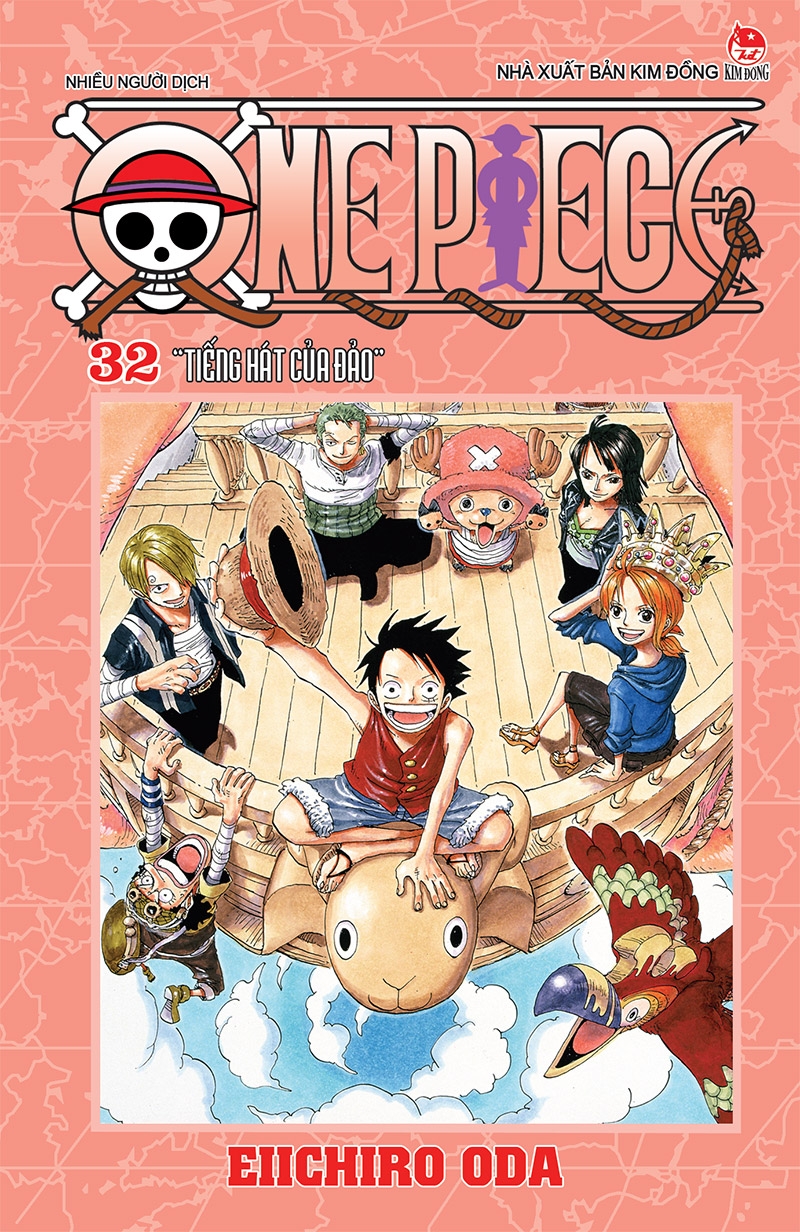 NHIỀU NGƯỜI DỊCH
NHÀ XUẤT BẢN KIM ĐỒNG
KIM ĐỒNG
ONE PIECE
32 “TIẾNG HÁT CỦA ĐẢO”
EIICHIRO ODA